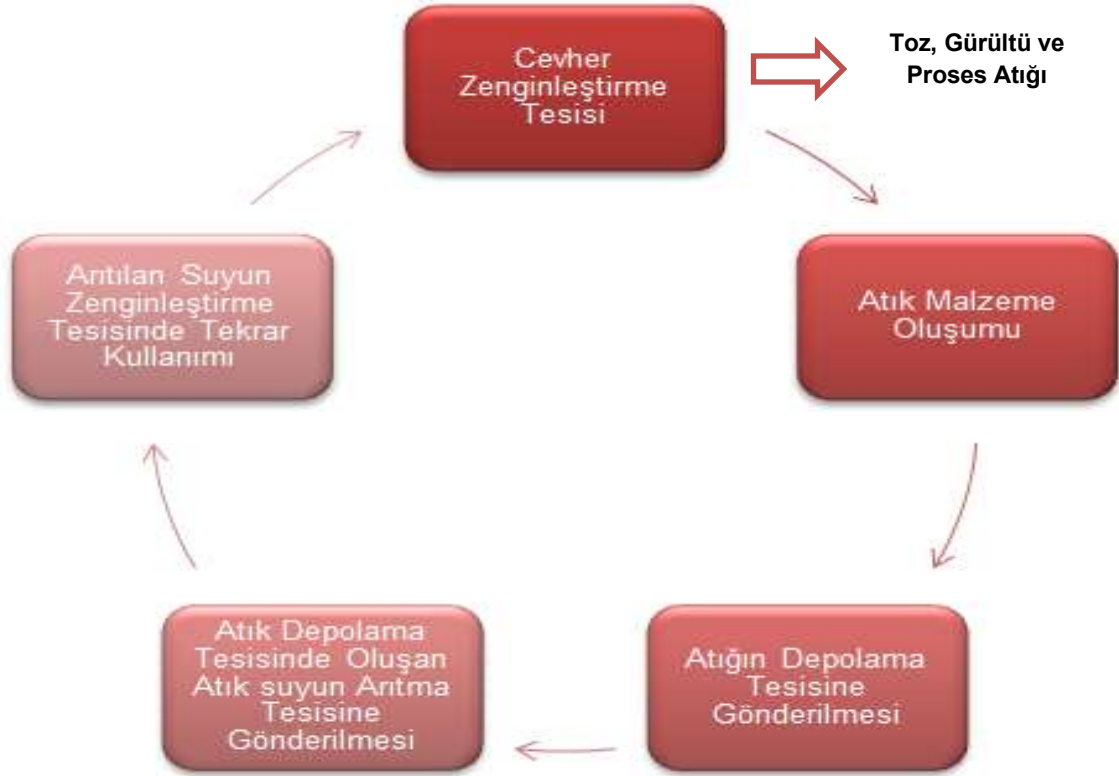 Cevher
Zenginleştirme
Tesisi
Toz, Gürültü ve
Proses Atığı
Atık Malzeme
Oluşumu
Atığın Depolama
Tesisine
Gönderilmesi
Atık Depolama
Tesisinde Oluşan
Atık suyun Arıtma
Tesisine
Gönderilmesi
Arıtılan Suyun
Zenginleştirme
Tesisinde Tekrar
Kullanımı